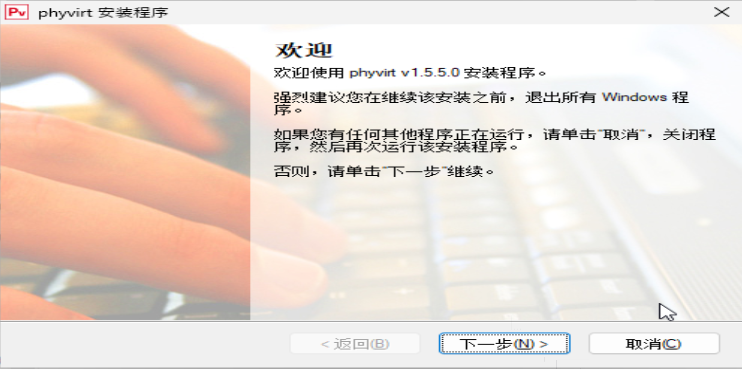 Pv phyvirt 安装程序
欢迎
欢迎使用 phyvirt v1.5.5.0 安装程序。
强烈建议您在继续该安装之前，退出所有 Windows 程
序。
如果您有任何其他程序正在运行，请单击“取消”，关闭程
序，然后再次运行该安装程序。
否则，请单击“下一步”继续。
< 返回(B)
下一步(N) >
取消(C)